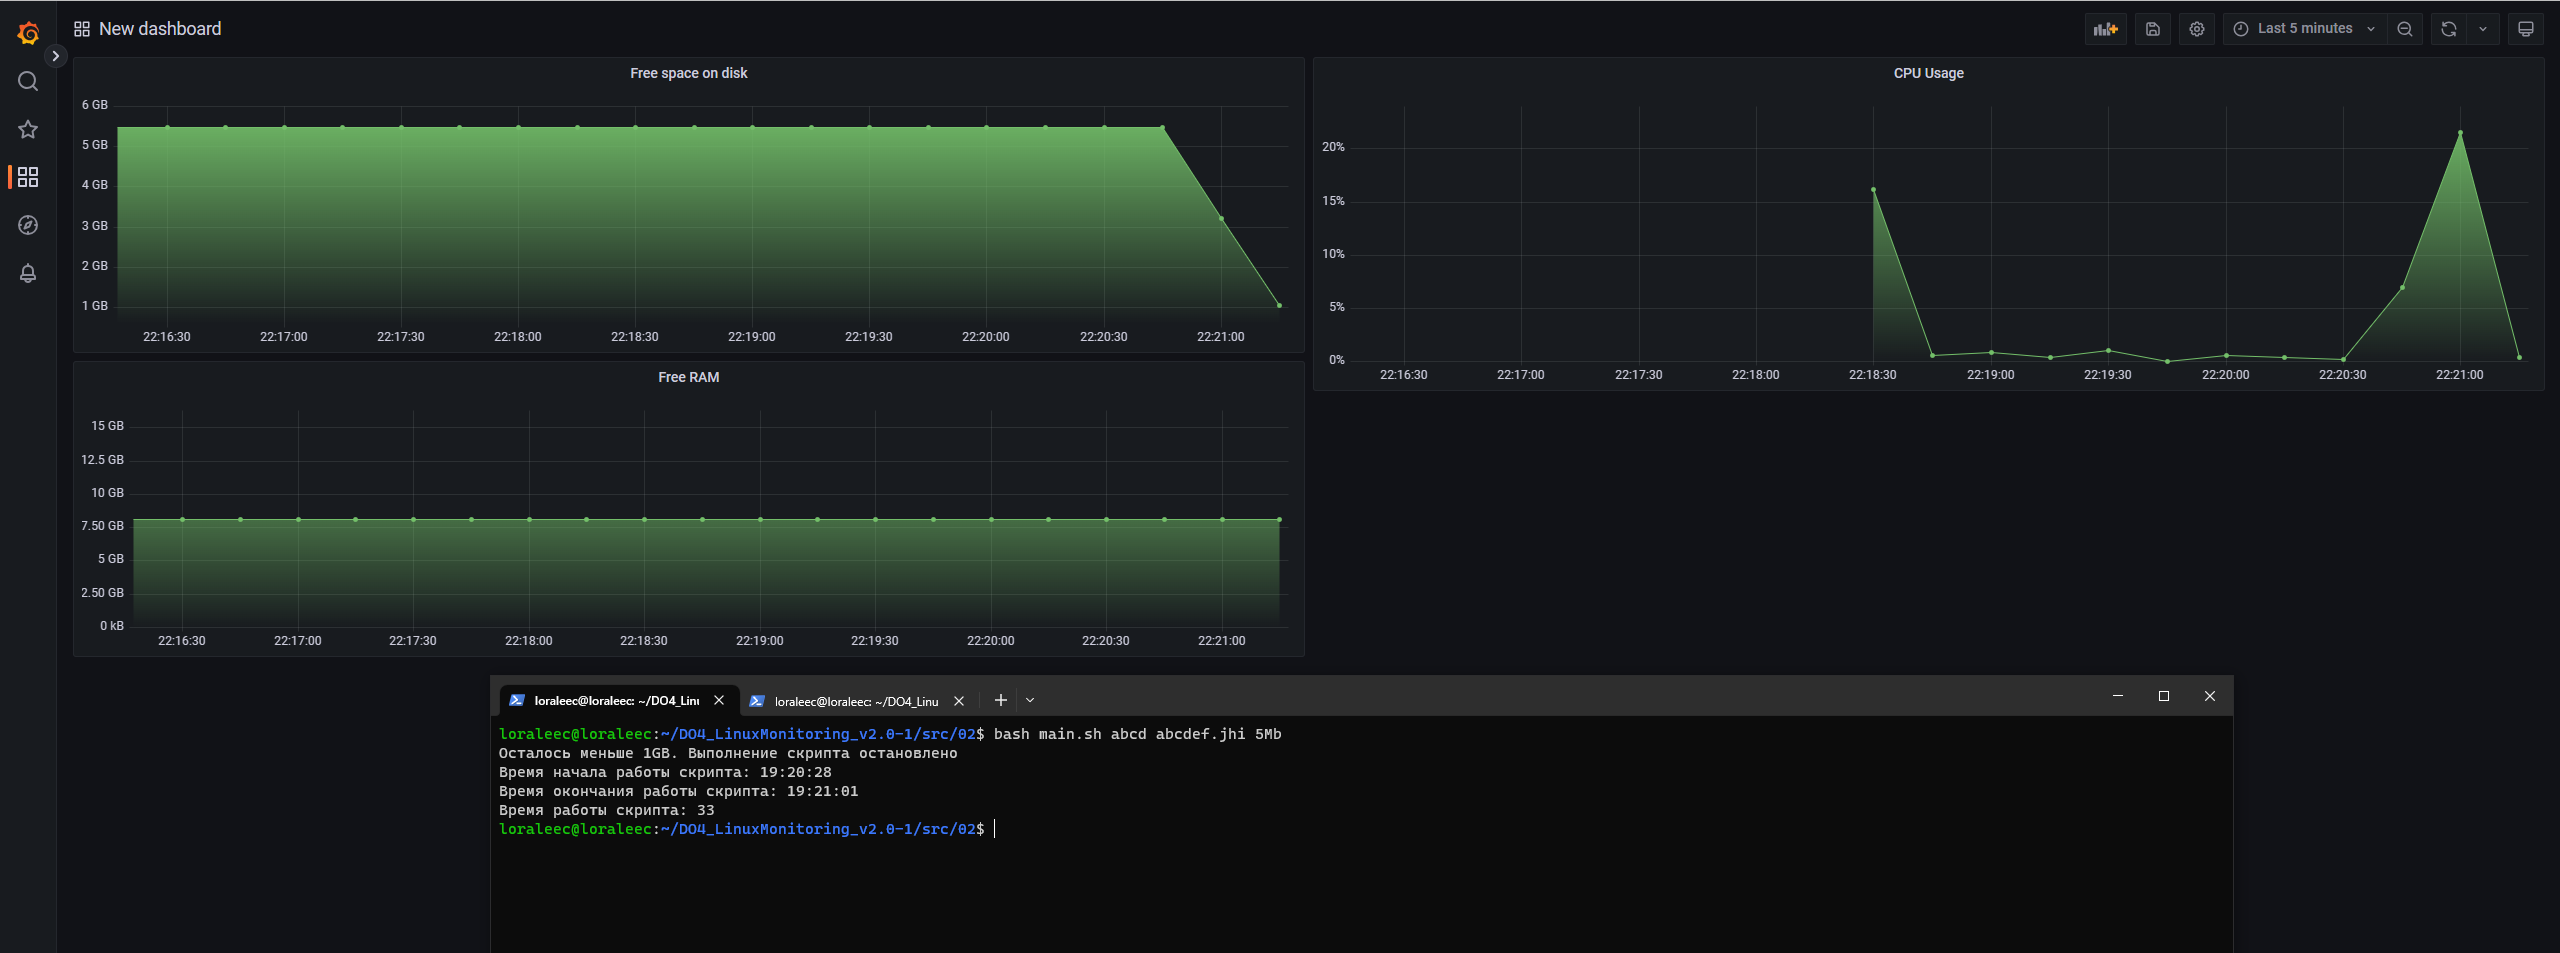 New dashboard
Last 5 minutes
Free space on disk
6 GB
5 GB
4 GB
3 GB
2 GB
1 GB
22:16:30 22:17:00 22:17:30 22:18:00 22:18:30 22:19:00 22:19:30 22:20:00 22:20:30 22:21:00
CPU Usage
20%
15%
10%
5%
0%
22:16:30 22:17:00 22:17:30 22:18:00 22:18:30 22:19:00 22:19:30 22:20:00 22:20:30 22:21:00
Free RAM
15 GB
12.5 GB
10 GB
7.50 GB
5 GB
2.50 GB
0 kB
22:16:30 22:17:00 22:17:30 22:18:00 22:18:30 22:19:00 22:19:30 22:20:00 22:20:30 22:21:00
loraleec@loraleec: ~/DO4_Linu loraleec@loraleec: ~/DO4_Linu
loraleec@loraleec:~/DO4_LinuxMonitoring_v2.0-1/src/02$ bash main.sh abcd abcdef.jhi 5Mb
Осталось меньше 1GB. Выполнение скрипта остановлено
Время начала работы скрипта: 19:20:28
Время окончания работы скрипта: 19:21:01
Время работы скрипта: 33
loraleec@loraleec:~/DO4_LinuxMonitoring_v2.0-1/src/02$